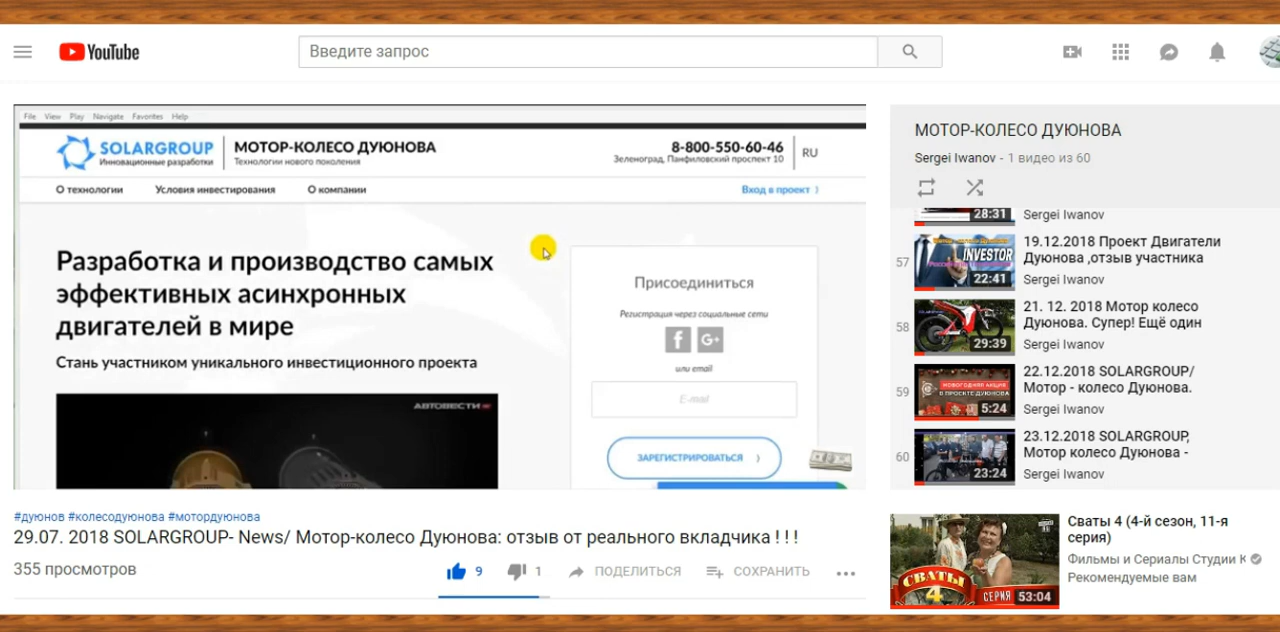 YouTube
Введите запрос
File View Play Navigate Favorites Help
SOLARGROUP
Инновационные разработки
МОТОР-КОЛЕСО ДУЮНОВА
Технологии нового поколения
8-800-550-60-46
Зеленоград, Панфиловский проспект 10
RU
О технологии Условия инвестирования О компании
Вход в проект
Разработка и призводство самых
эффективных асинхронных
двигателей в мире
Стань участником уникального инвестиционного проекта
АВТОВЕСТИ
Присоединиться
Регистрация через социальные сети
f G+
или email
E-mail
ЗАРЕГИСТРИРОВАТЬСЯ
#дуюнов #колесодуюнова #мотордуюнова
29.07. 2018 SOLARGROUP- News/ Мотор-колесо Дуюнова: отзыв от реального вкладчика ! ! !
355 просмотров
9 1 ПОДЕЛИТЬСЯ СОХРАНИТЬ
МОТОР-КОЛЕСО ДУЮНОВА
Sergei Iwanov - 1 видео из 60
28:31
Sergei Iwanov
57
INVESTOR
22:41
19.12.2018 Проект Двигатели
Дуюнова ,отзыв участника
Sergei Iwanov
58
29:39
21. 12. 2018 Мотор колесо
Дуюнова. Супер! Ещё один
Sergei Iwanov
59
НОВОГОДНЯЯ АКЦИЯ
В ПРОЕКТЕ ДУЮНОВА
5:24
22.12.2018 SOLARGROUP/
Мотор - колесо Дуюнова.
Sergei Iwanov
60
23:24
23.12.2018 SOLARGROUP,
Мотор колесо Дуюнова -
Sergei Iwanov
СВАТЫ
4 СЕРИЯ 53:04
Сваты 4 (4-й сезон, 11-я
серия)
Фильмы и Сериалы Студии К
Рекомендуемые вам